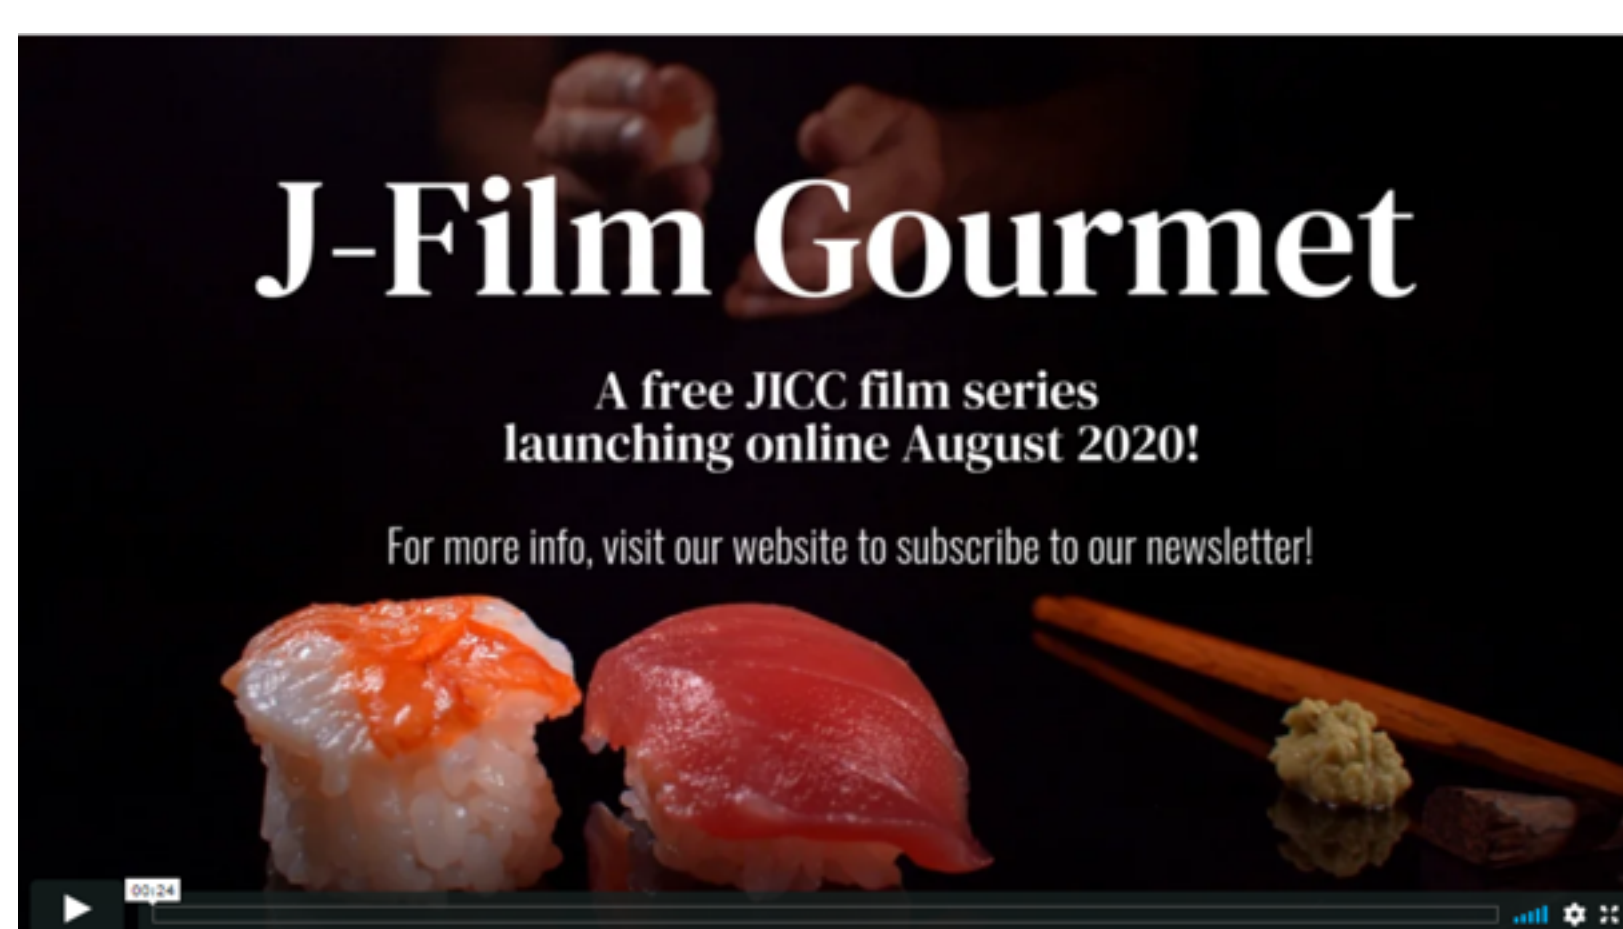 J-Film Gourmet
A free JICC film series
launching online August 2020!
For more info, visit our website to subscribe to our newsletter!
00:24